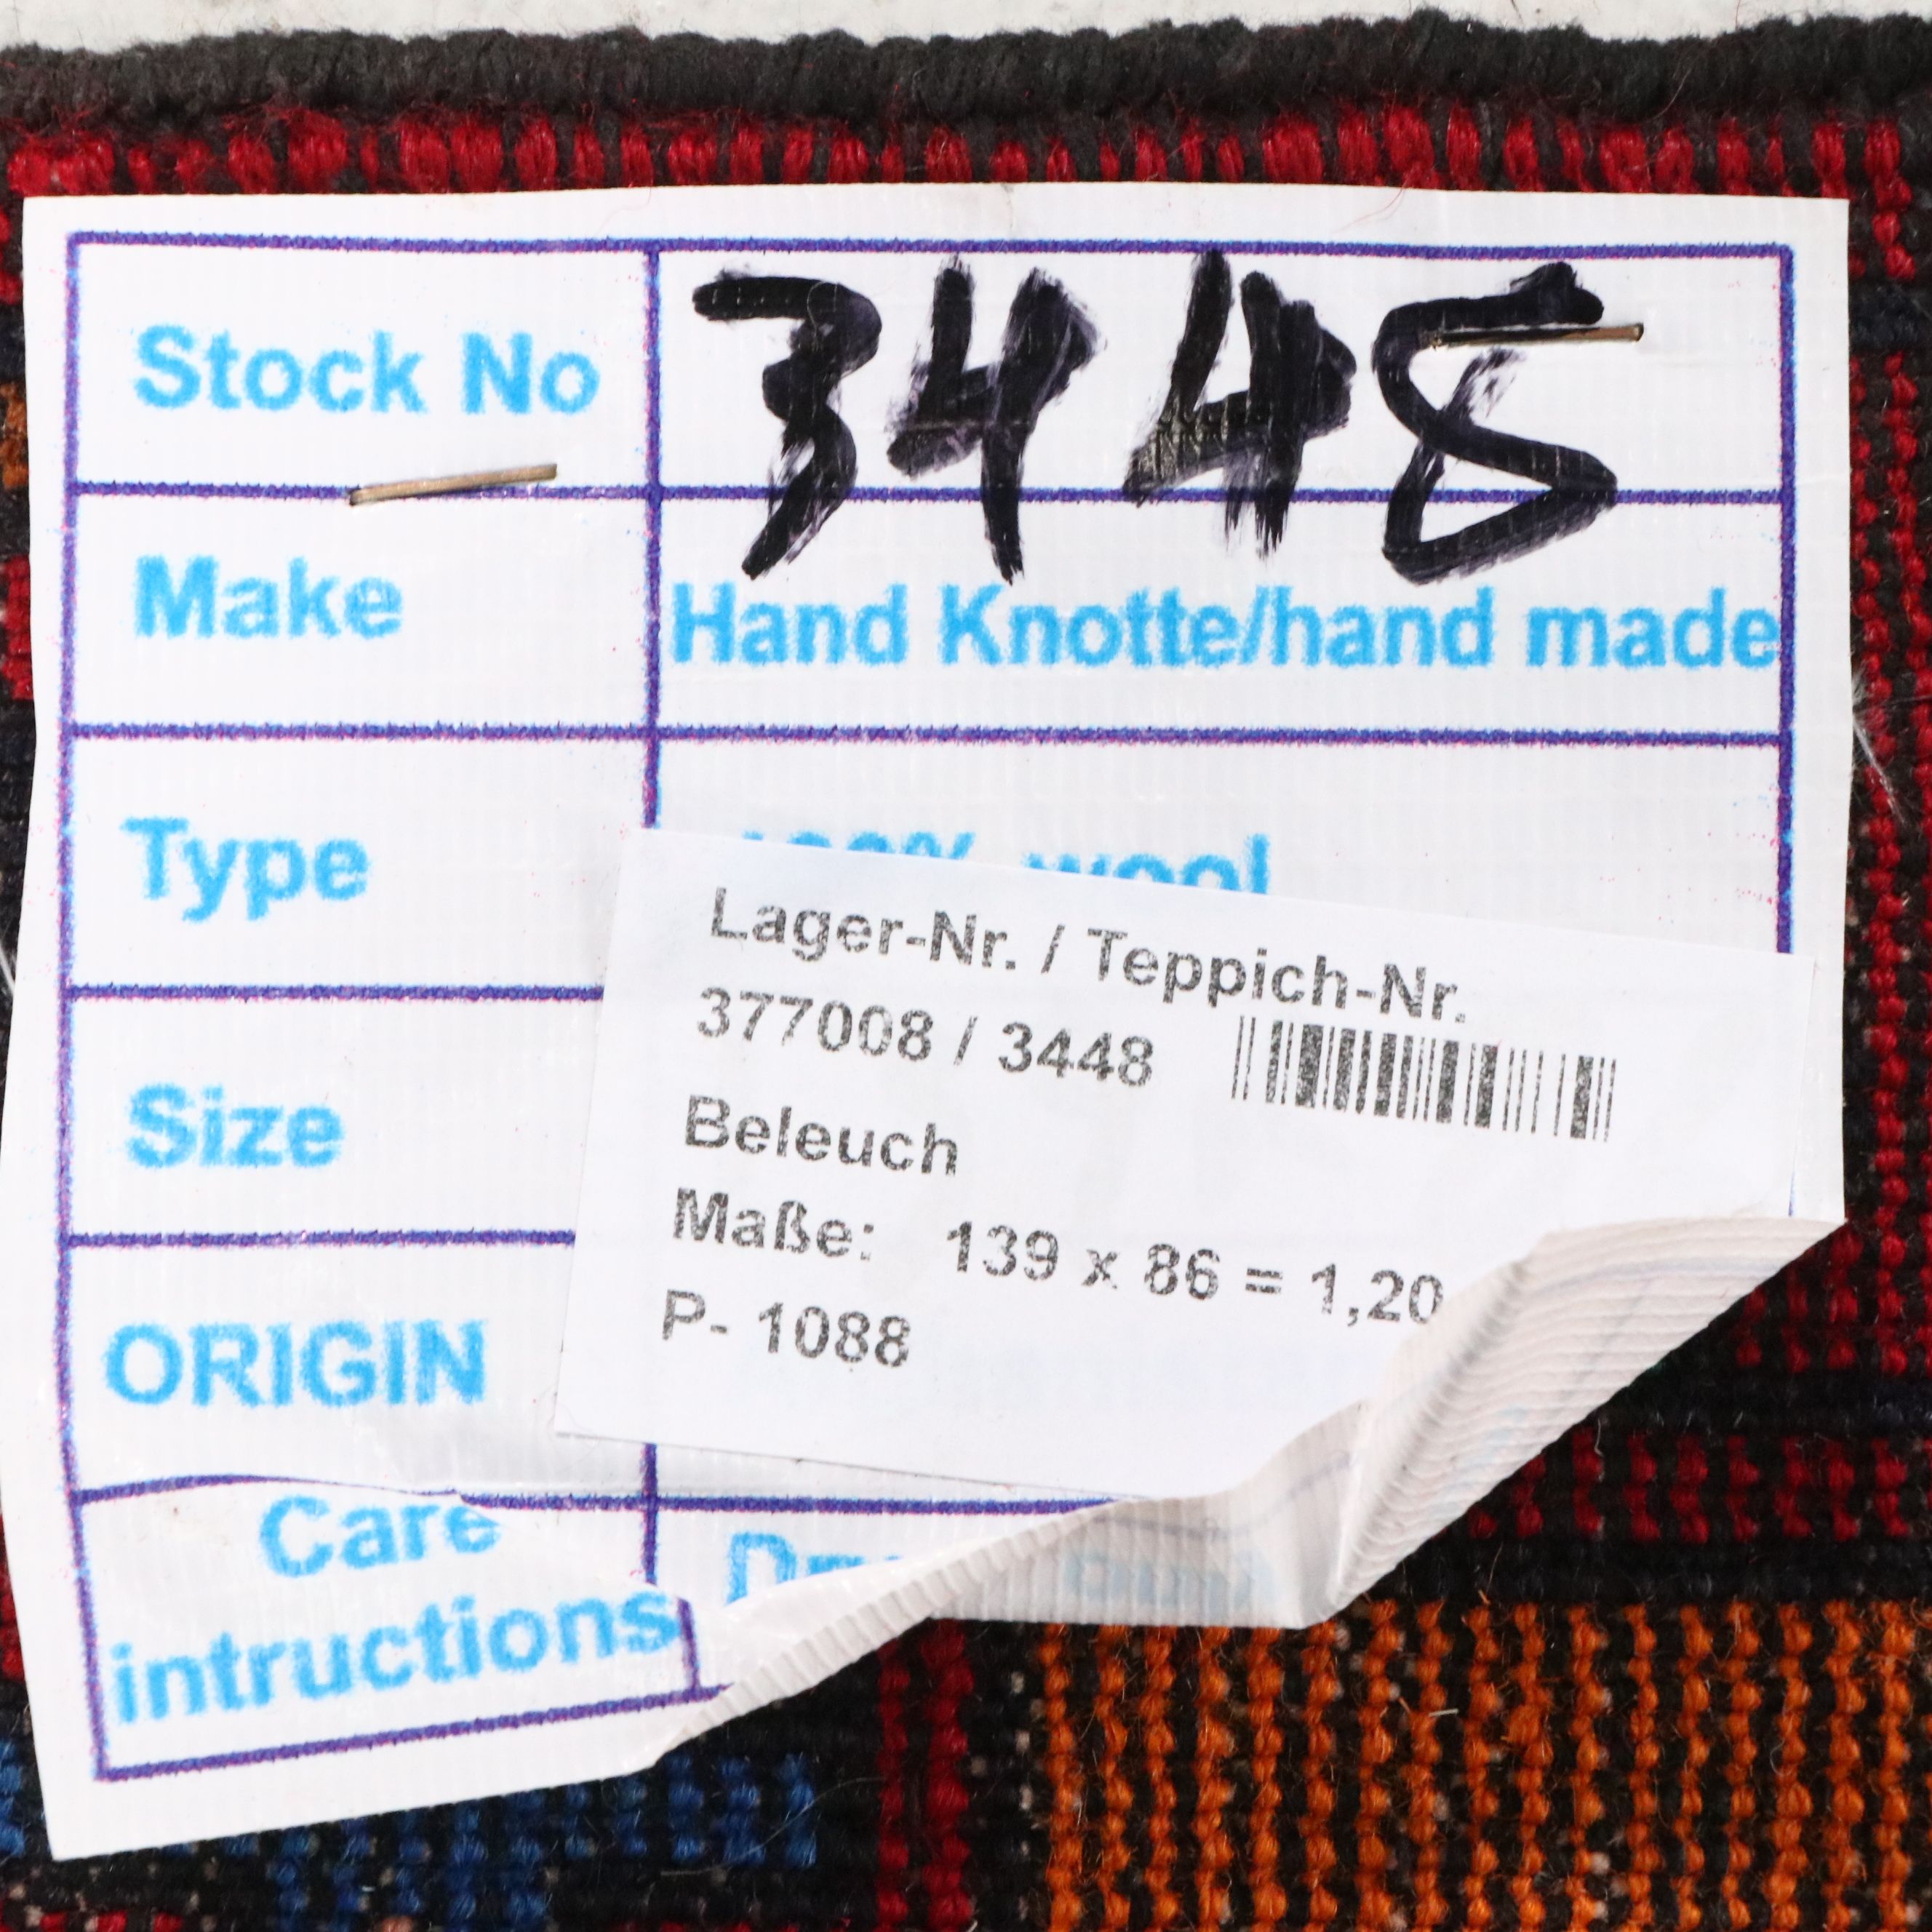 Stock No 3448
Make Hand Knotte/hand made
Type wool
Lager-Nr. / Teppich-Nr.
377008 / 3448
Beleuch
Maße: 139 x 86 = 1,20
P- 1088
Size
ORIGIN
Care
intructions